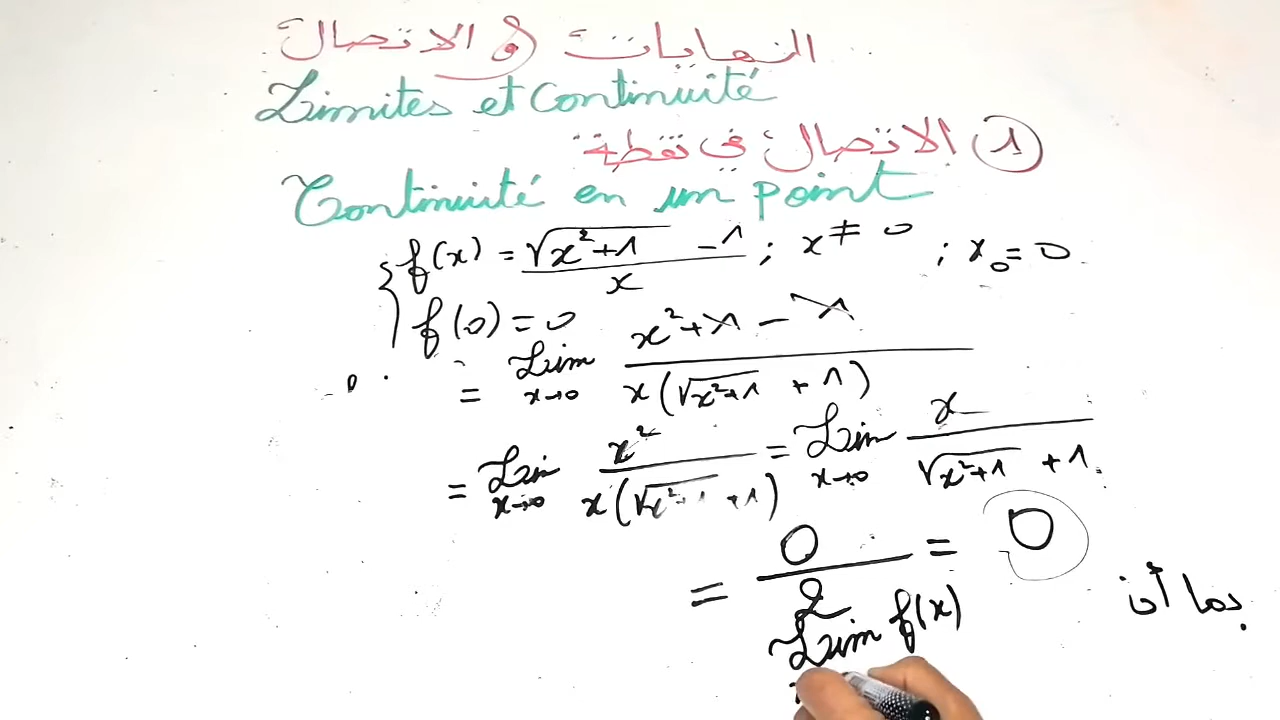 النهايات و الاتصال
Limites et Continuité
① الاتصال في نقطة:
Continuité en un point
{ f(x) = (√(x²+1) - 1)/x ; x ≠ 0 ; x₀ = 0
f(0) = 0
= Lim x→0 (x²+1 - 1)/(x(√(x²+1) + 1))
= Lim x→0 x²/(x(√(x²+1) + 1)) = Lim x→0 x/(√(x²+1) + 1)
= 0/2 = 0
بما أن
Lim f(x)